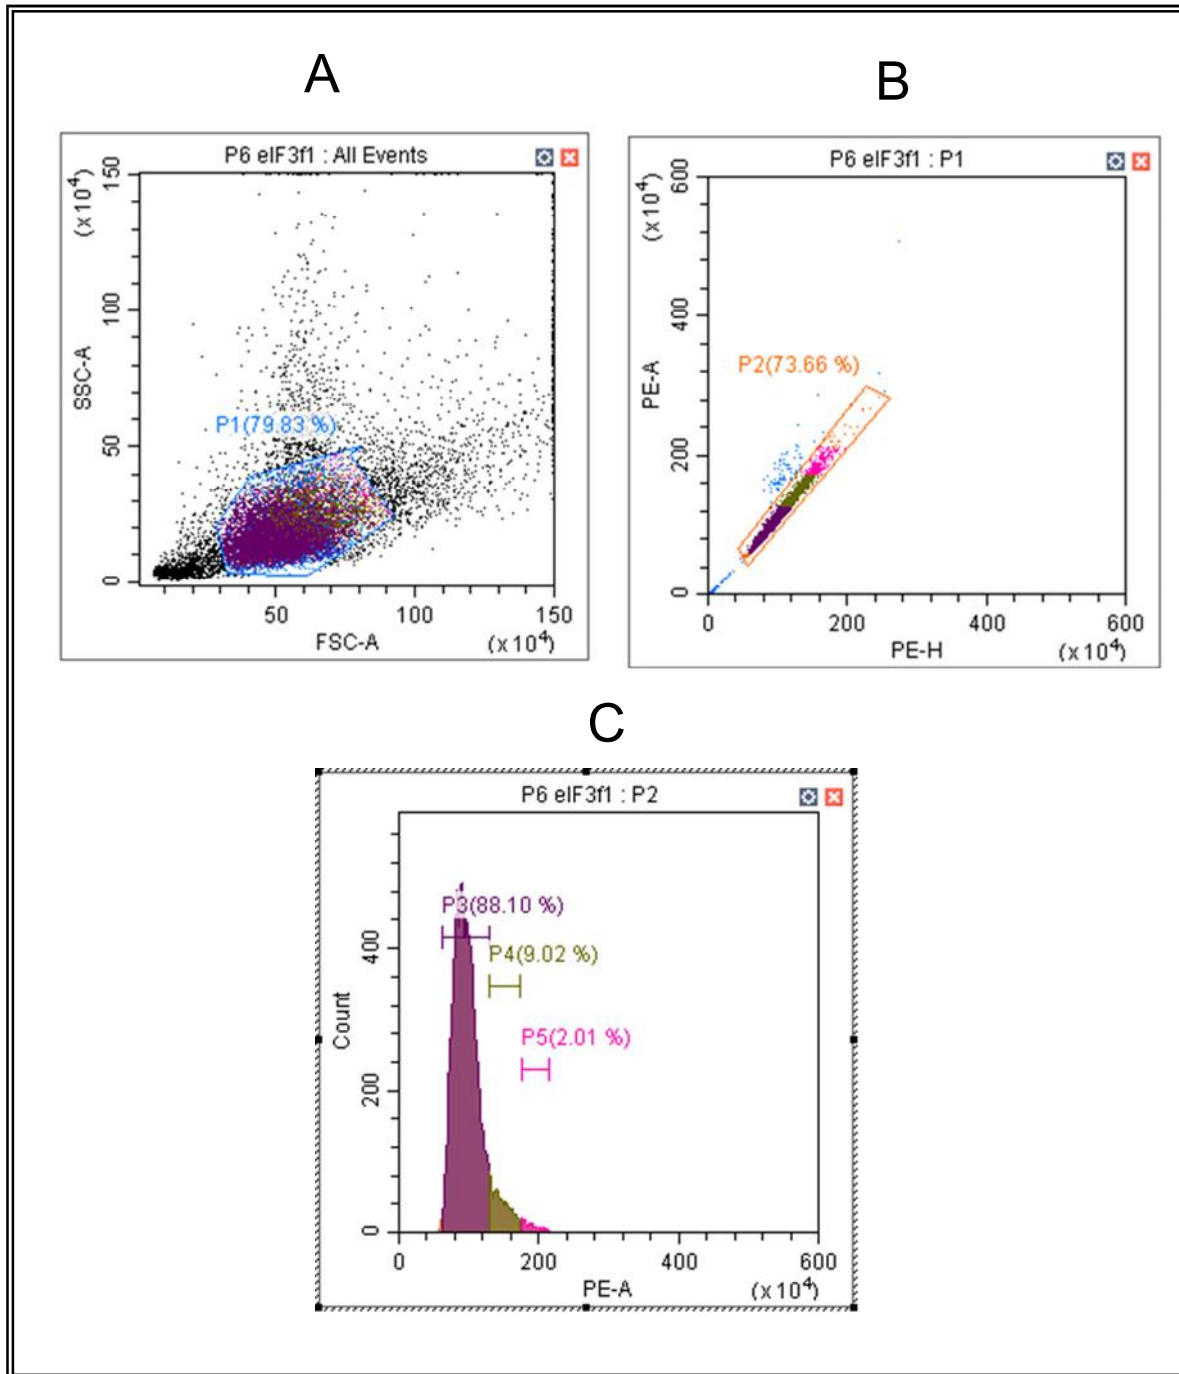 A
B
P6 eIF3f1 : All Events
150
(x10⁴)
100
SSC-A
P1(79.83 %)
50
0
50
100
150
FSC-A
(x10⁴)
P6 eIF3f1 : P1
600
(x10⁴)
400
PE-A
P2(73.66 %)
200
0
0
200
400
600
PE-H
(x10⁴)
C
P6 eIF3f1 : P2
P3(88.10 %)
400
P4(9.02 %)
Count
P5(2.01 %)
200
0
0
200
400
600
PE-A
(x10⁴)